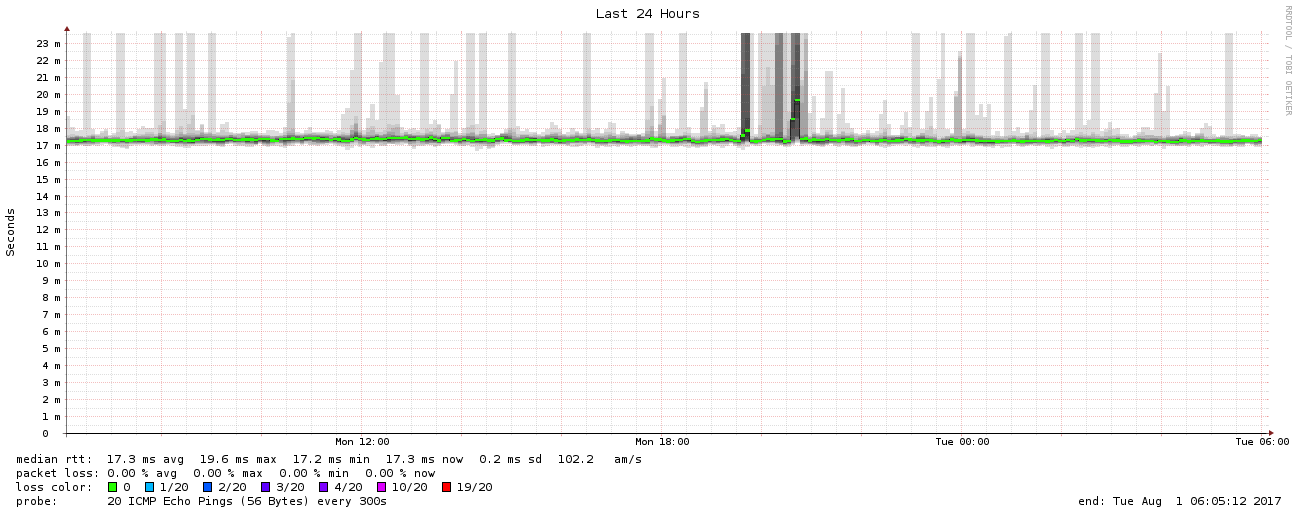 Last 24 Hours
RRDTOOL / TOBI OETIKER
Seconds
23 m
22 m
21 m
20 m
19 m
18 m
17 m
16 m
15 m
14 m
13 m
12 m
11 m
10 m
9 m
8 m
7 m
6 m
5 m
4 m
3 m
2 m
1 m
0
Mon 12:00 Mon 18:00 Tue 00:00 Tue 06:00
median rtt: 17.3 ms avg 19.6 ms max 17.2 ms min 17.3 ms now 0.2 ms sd 102.2 am/s
packet loss: 0.00 % avg 0.00 % max 0.00 % min 0.00 % now
loss color: 0 1/20 2/20 3/20 4/20 10/20 19/20
probe: 20 ICMP Echo Pings (56 Bytes) every 300s end: Tue Aug 1 06:05:12 2017